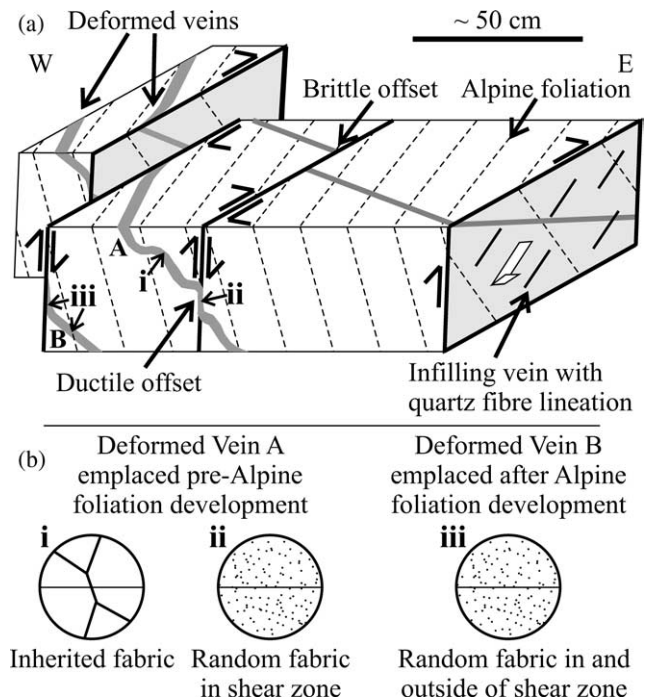 (a)
Deformed veins
~ 50 cm
W
E
Brittle offset
Alpine foliation
A
i
ii
iii
B
Ductile offset
Infilling vein with
quartz fibre lineation
(b)
Deformed Vein A
emplaced pre-Alpine
foliation development
Deformed Vein B
emplaced after Alpine
foliation development
i
ii
iii
Inherited fabric
Random fabric
in shear zone
Random fabric in and
outside of shear zone